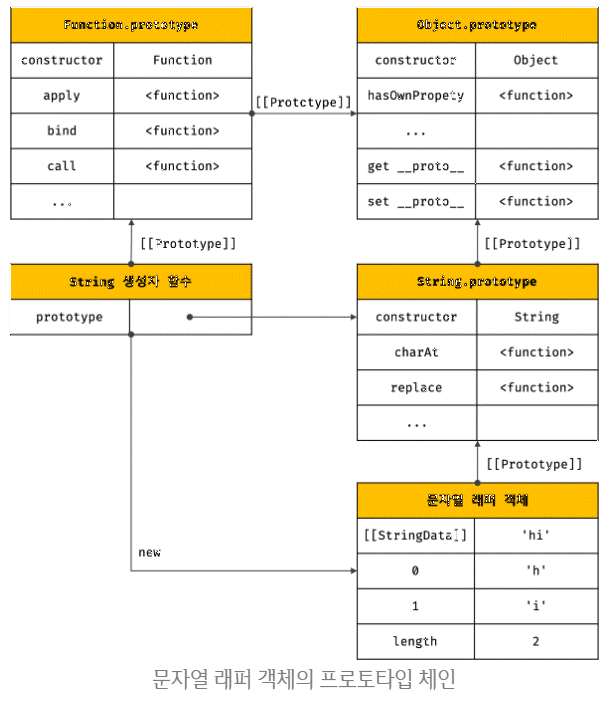 Function.prototype
constructor Function
apply <function>
bind <function>
call <function>
...
[[Prototype]]
Object.prototype
constructor Object
hasOwnPropety <function>
...
get __proto__ <function>
set __proto__ <function>
[[Prototype]]
[[Prototype]]
String 생성자 함수
prototype
String.prototype
constructor String
charAt <function>
replace <function>
...
[[Prototype]]
new
문자열 래퍼 객체
[[StringData]] 'hi'
0 'h'
1 'i'
length 2
문자열 래퍼 객체의 프로토타입 체인